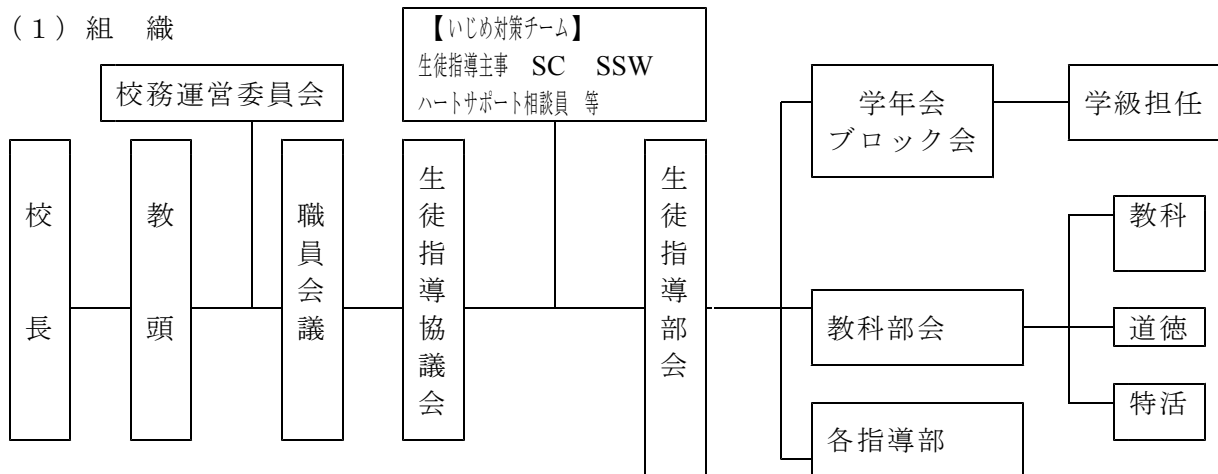 (1) 組 織
【いじめ対策チーム】
生徒指導主事 SC SSW
ハートサポート相談員 等
校務運営委員会
校長
教頭
職員会議
生徒指導協議会
生徒指導部会
学年会
ブロック会
学級担任
教科部会
教科
道徳
特活
各指導部